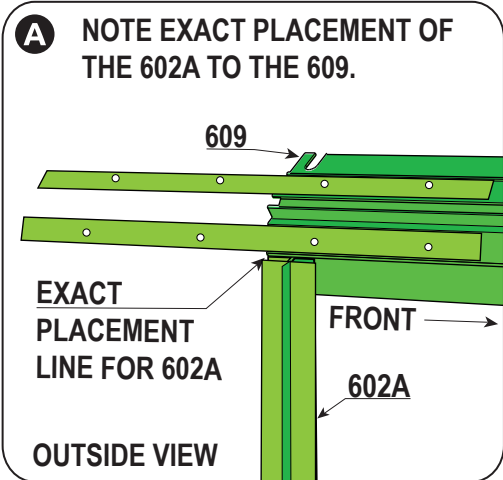 A
NOTE EXACT PLACEMENT OF
THE 602A TO THE 609.
609
EXACT
PLACEMENT
LINE FOR 602A
FRONT
602A
OUTSIDE VIEW